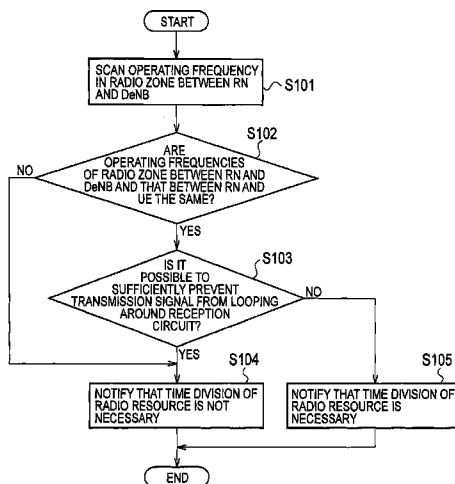 START
SCAN OPERATING FREQUENCY
IN RADIO ZONE BETWEEN RN
AND DeNB
S101
S102
ARE
OPERATING FREQUENCIES
OF RADIO ZONE BETWEEN RN AND
DeNB AND THAT BETWEEN RN AND
UE THE SAME?
NO
YES
S103
IS IT
POSSIBLE TO
SUFFICIENTLY PREVENT
TRANSMISSION SIGNAL FROM LOOPING
AROUND RECEPTION
CIRCUIT?
NO
YES
S104
NOTIFY THAT TIME DIVISION OF
RADIO RESOURCE IS NOT
NECESSARY
S105
NOTIFY THAT TIME DIVISION OF
RADIO RESOURCE IS
NECESSARY
END